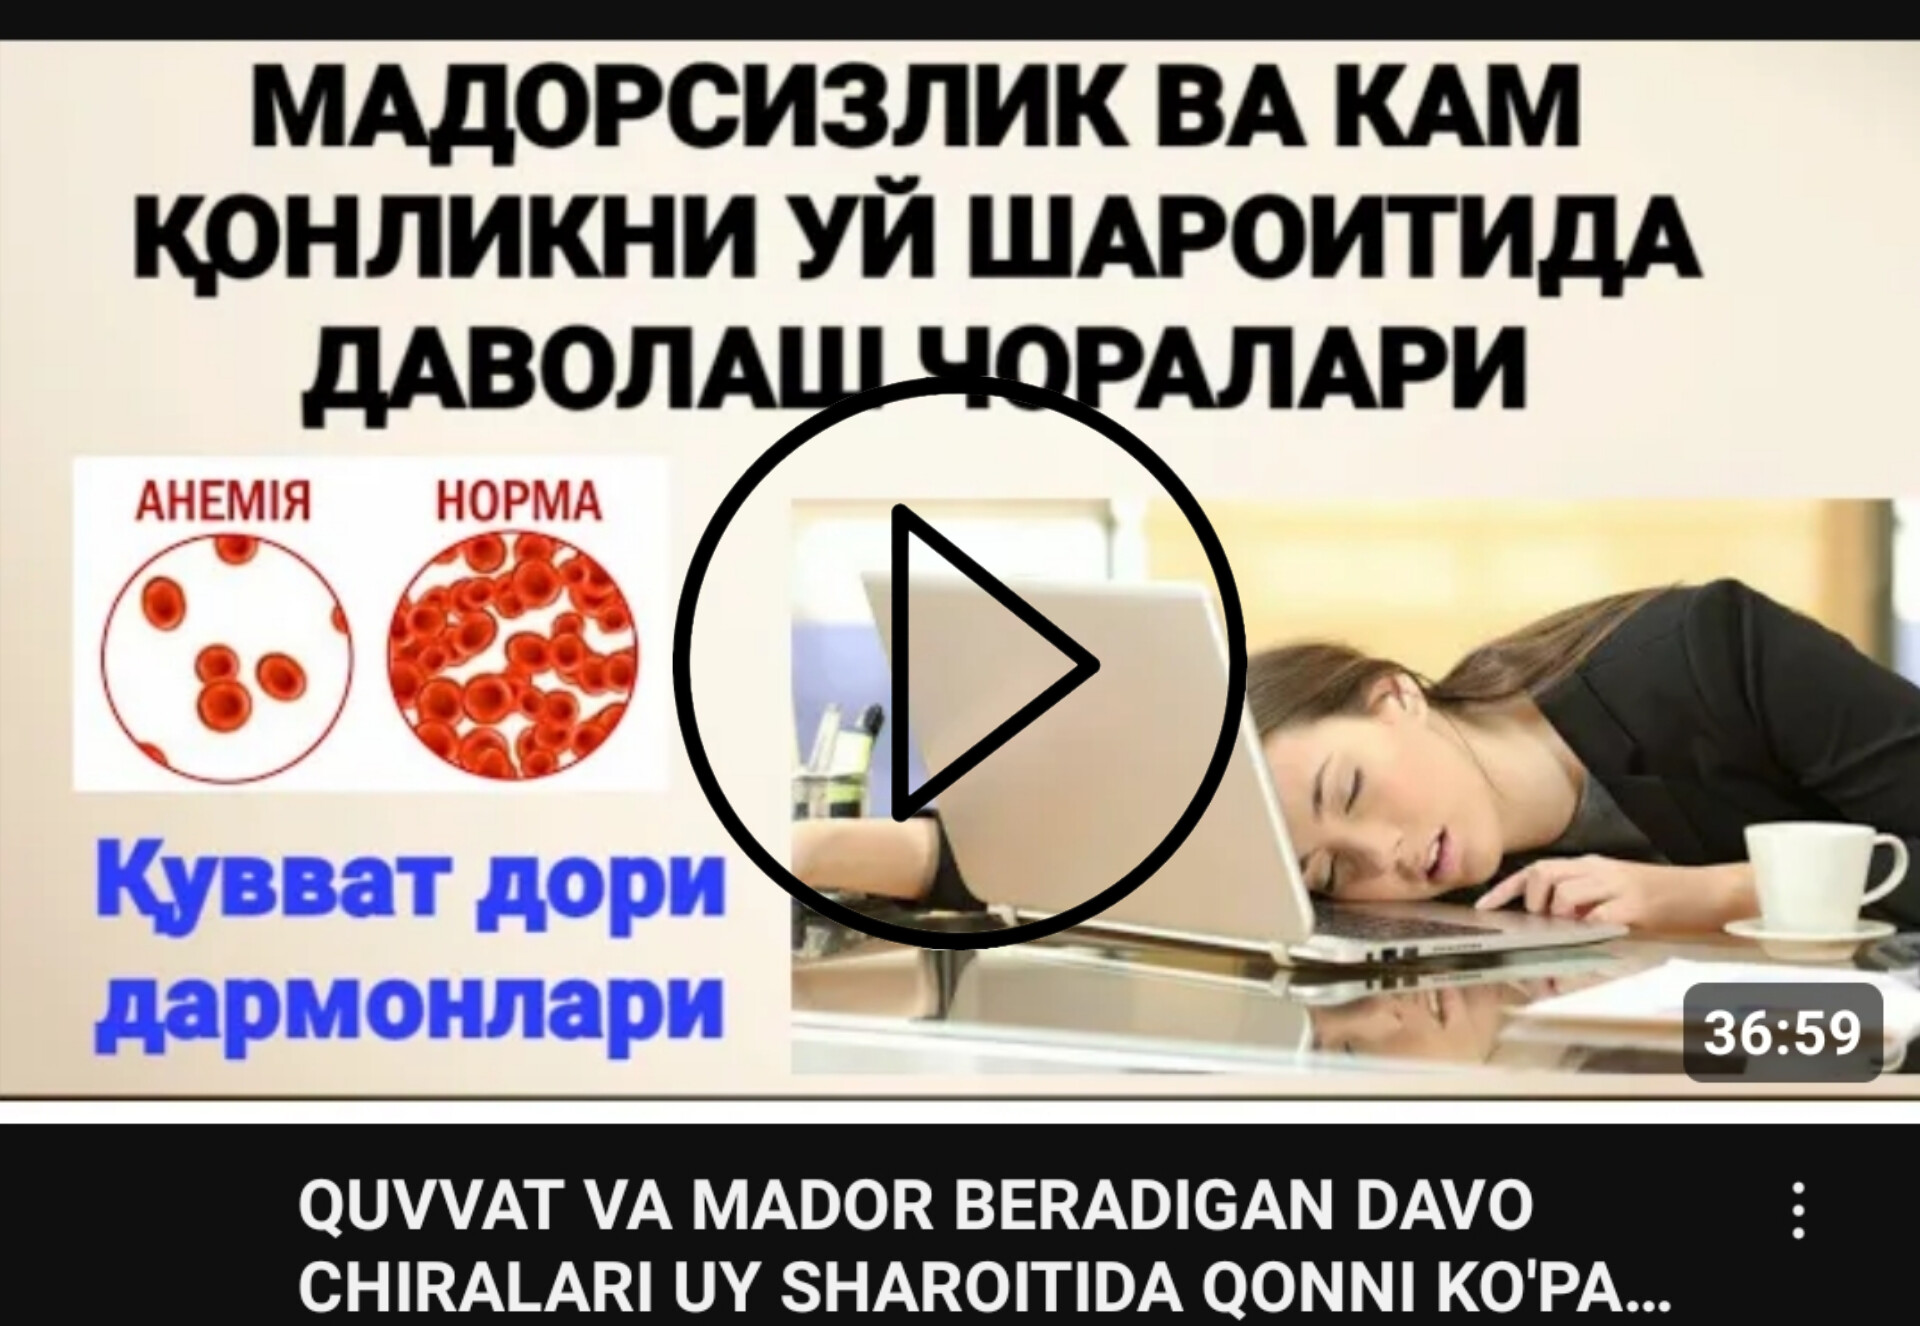 МАДОРСИЗЛИК ВА КАМ
ҚОНЛИКНИ УЙ ШАРОИТИДА
ДАВОЛАШ ЧОРАЛАРИ
АНЕМІЯ НОРМА
Қувват дори
дармонлари
36:59
QUVVAT VA MADOR BERADIGAN DAVO
CHIRALARI UY SHAROITIDA QONNI KO'PA...